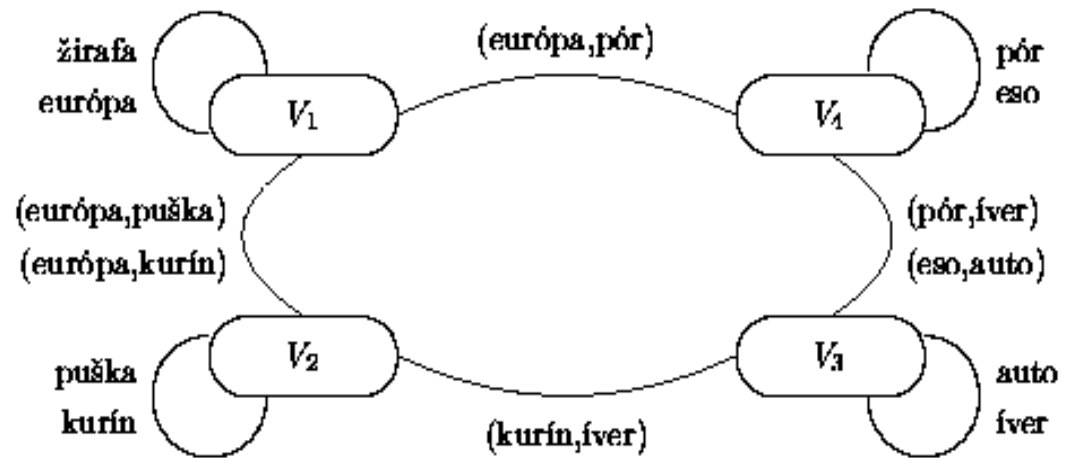 (európa,pór)
žirafa
európa
V₁
V₄
pór
eso
(európa,puška)
(európa,kurín)
(pór,íver)
(eso,auto)
puška
kurín
V₂
V₃
auto
íver
(kurín,íver)